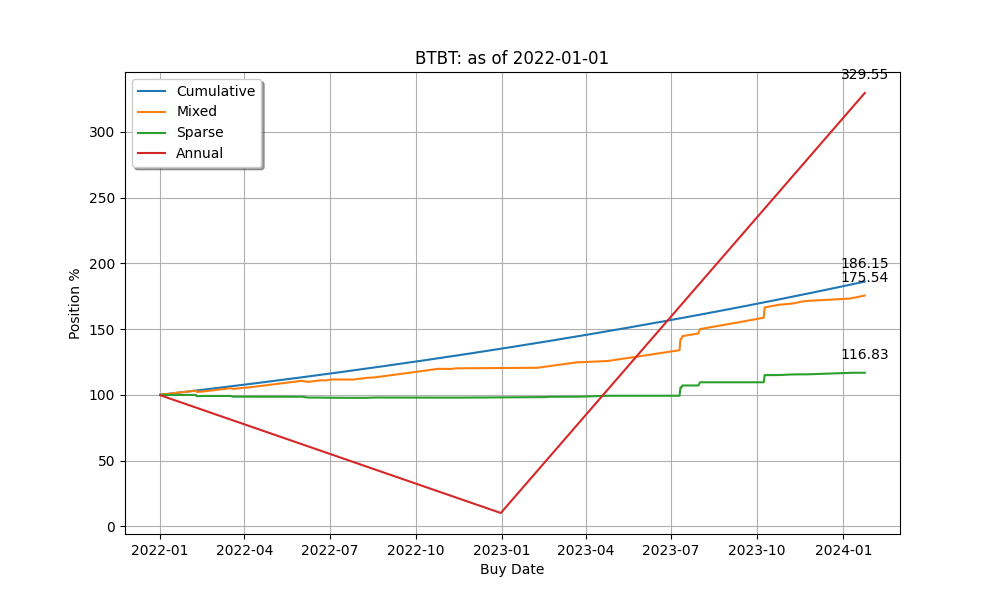 BTBT: as of 2022-01-01
Cumulative
Mixed
Sparse
Annual
329.55
186.15
175.54
116.83
Position %
300
250
200
150
100
50
0
2022-01 2022-04 2022-07 2022-10 2023-01 2023-04 2023-07 2023-10 2024-01
Buy Date